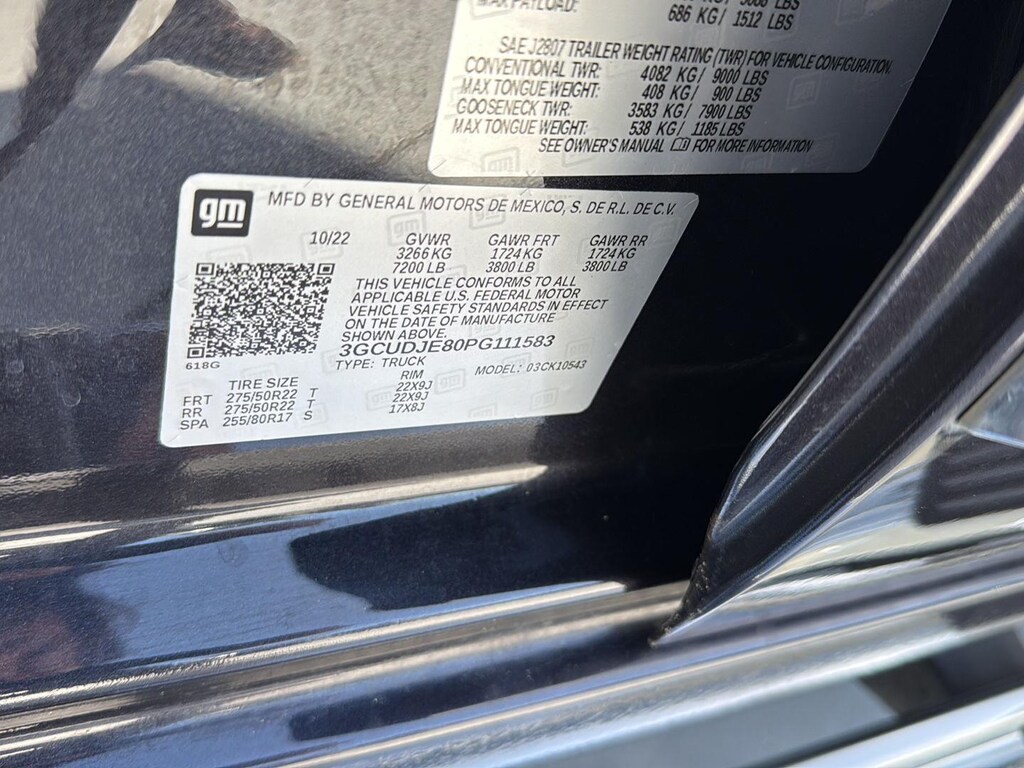 MAX PAYLOAD: 686 KG/ 1512 LBS
SAE J2807 TRAILER WEIGHT RATING (TWR) FOR VEHICLE CONFIGURATION.
CONVENTIONAL TWR: 4082 KG/ 9000 LBS
MAX TONGUE WEIGHT: 408 KG/ 900 LBS
GOOSENECK TWR: 3583 KG/ 7900 LBS
MAX TONGUE WEIGHT: 538 KG/ 1185 LBS
SEE OWNER'S MANUAL FOR MORE INFORMATION
gm
MFD BY GENERAL MOTORS DE MEXICO, S. DE R.L. DE C.V.
10/22 GVWR GAWR FRT GAWR RR
3266 KG 1724 KG 1724 KG
7200 LB 3800 LB 3800 LB
THIS VEHICLE CONFORMS TO ALL
APPLICABLE U.S. FEDERAL MOTOR
VEHICLE SAFETY STANDARDS IN EFFECT
ON THE DATE OF MANUFACTURE
SHOWN ABOVE.
3GCUDJE80PG111583
618G
TYPE: TRUCK MODEL: 03CK10543
TIRE SIZE RIM
FRT 275/50R22 T 22X9J
RR 275/50R22 T 22X9J
SPA 255/80R17 S 17X8J